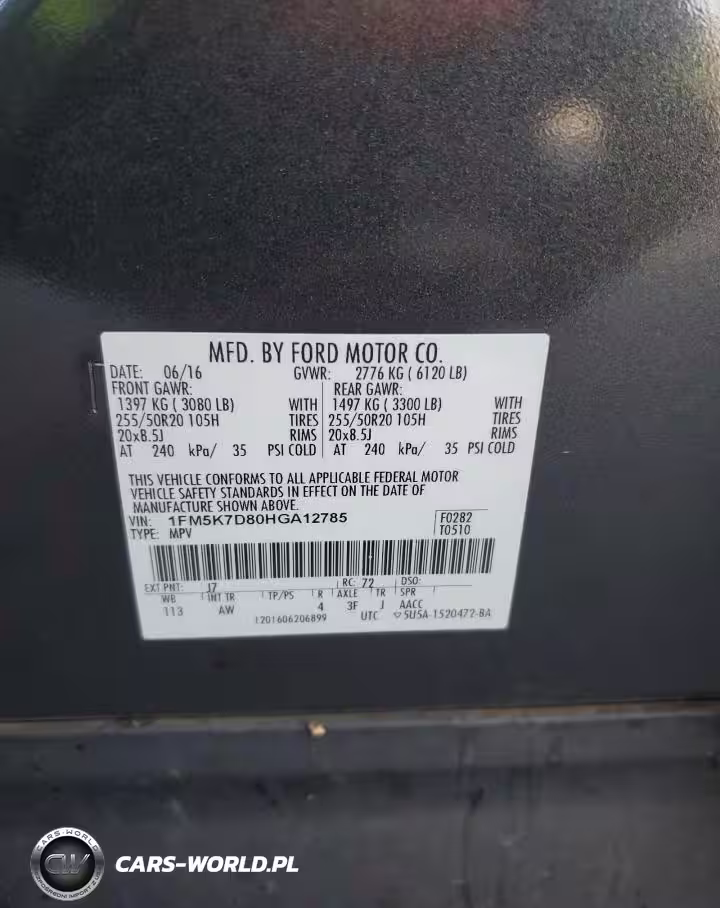 MFD. BY FORD MOTOR CO.
DATE: 06/16 GVWR: 2776 KG ( 6120 LB)
FRONT GAWR: REAR GAWR:
1397 KG ( 3080 LB) WITH 1497 KG ( 3300 LB) WITH
255/50R20 105H TIRES 255/50R20 105H TIRES
20x8.5J RIMS 20x8.5J RIMS
AT 240 kPa/ 35 PSI COLD AT 240 kPa/ 35 PSI COLD
THIS VEHICLE CONFORMS TO ALL APPLICABLE FEDERAL MOTOR
VEHICLE SAFETY STANDARDS IN EFFECT ON THE DATE OF
MANUFACTURE SHOWN ABOVE.
VIN: 1FM5K7D80HGA12785 F0282
TYPE: MPV T0510
EXT PNT: J7 RC: 72 DSO:
WB INT TR TP/PS R AXLE TR SPR
113 AW 4 3F J AACC
1201606206899 UTC 5U5A-1520472-BA
CARS-WORLD
CW
CARS-WORLD.PL